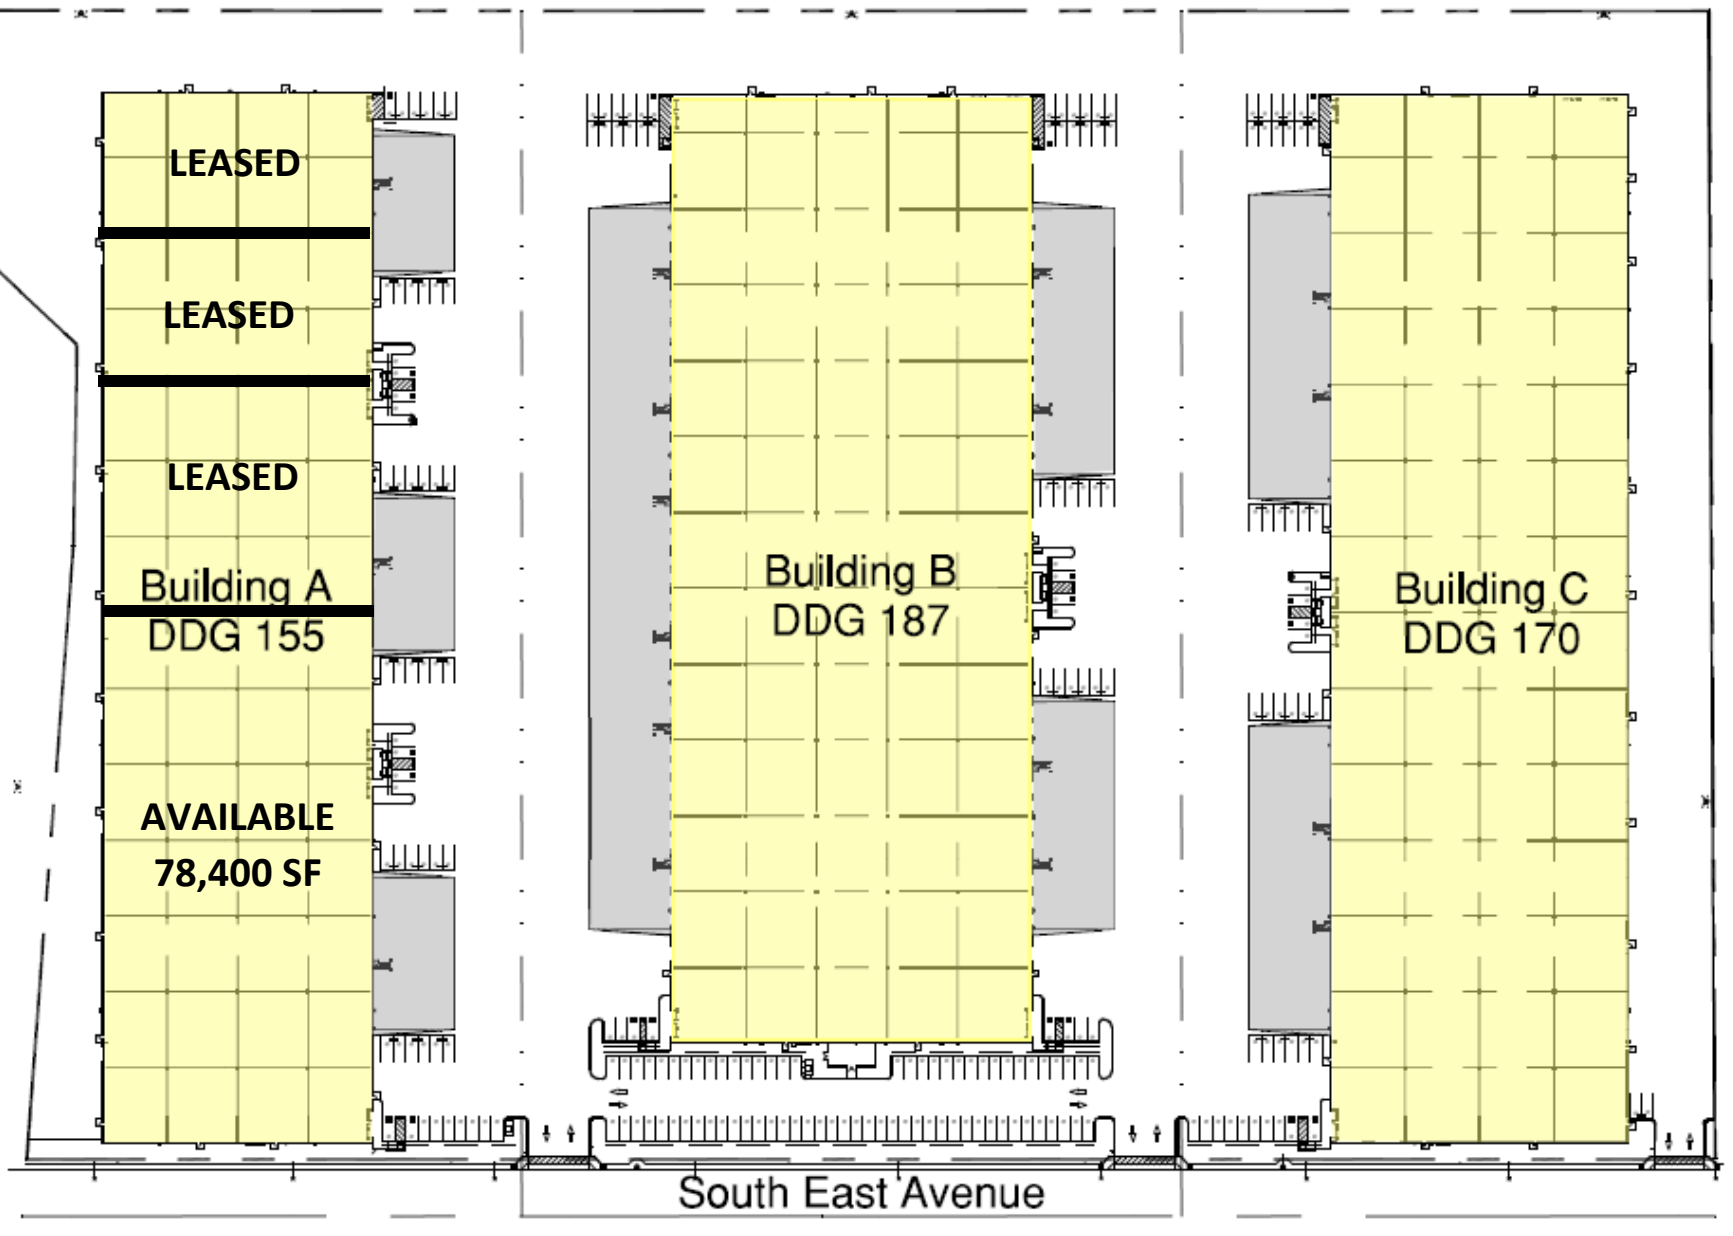 LEASED
LEASED
LEASED
Building A
DDG 155
AVAILABLE
78,400 SF
Building B
DDG 187
Building C
DDG 170
South East Avenue